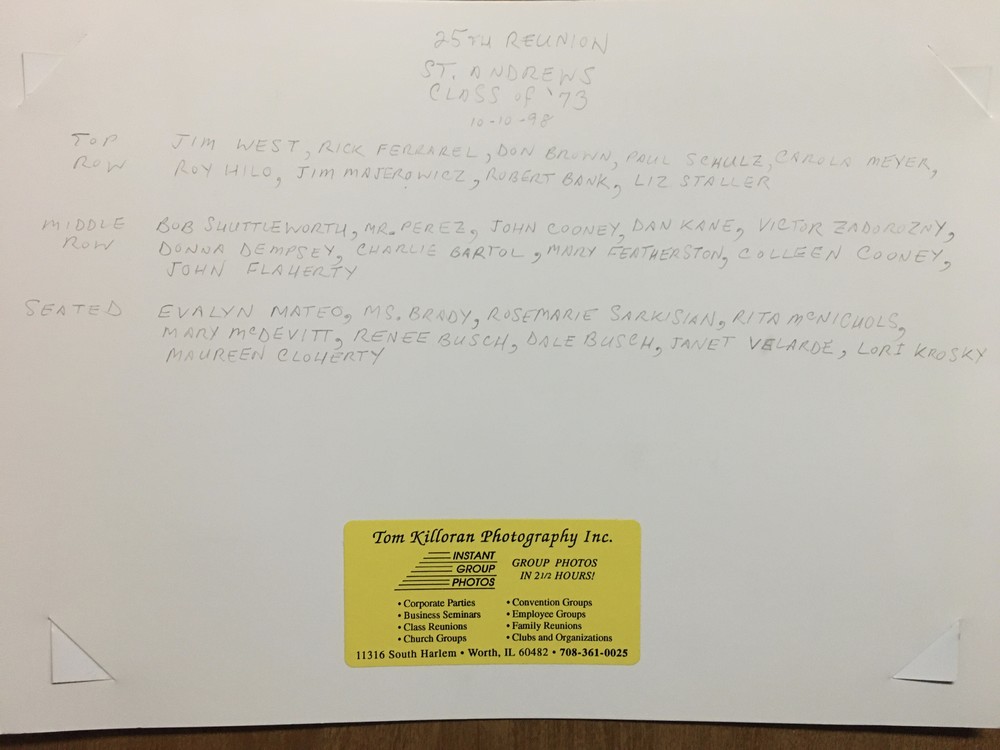 25TH REUNION
ST. ANDREWS
CLASS OF '73
10-10-98
TOP ROW
JIM WEST, RICK FERRAREL, DON BROWN, PAUL SCHULZ, CAROLA MEYER,
ROY HILO, JIM MAJEROWICZ, ROBERT BANK, LIZ STALLER
MIDDLE ROW
BOB SHUTTLEWORTH, MR. PEREZ, JOHN COONEY, DAN KANE, VICTOR ZADOROZNY,
DONNA DEMPSEY, CHARLIE BARTOL, MARY FEATHERSTON, COLLEEN COONEY,
JOHN FLAHERTY
SEATED
EVALYN MATEO, MS. BRADY, ROSEMARIE SARKISIAN, RITA McNICHOLS,
MARY McDEVITT, RENEE BUSCH, DALE BUSCH, JANET VELARDE, LORI KROSKY
MAUREEN CLOHERTY
Tom Killoran Photography Inc.
INSTANT
GROUP
PHOTOS
GROUP PHOTOS
IN 2 1/2 HOURS!
• Corporate Parties
• Business Seminars
• Class Reunions
• Church Groups
• Convention Groups
• Employee Groups
• Family Reunions
• Clubs and Organizations
11316 South Harlem • Worth, IL 60482 • 708-361-0025